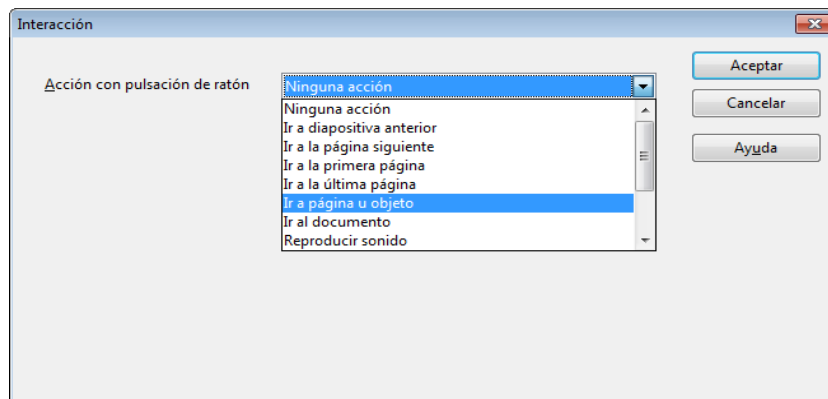 Interacción
Acción con pulsación de ratón
Ninguna acción
Ninguna acción
Ir a diapositiva anterior
Ir a la página siguiente
Ir a la primera página
Ir a la última página
Ir a página u objeto
Ir al documento
Reproducir sonido
Aceptar
Cancelar
Ayuda